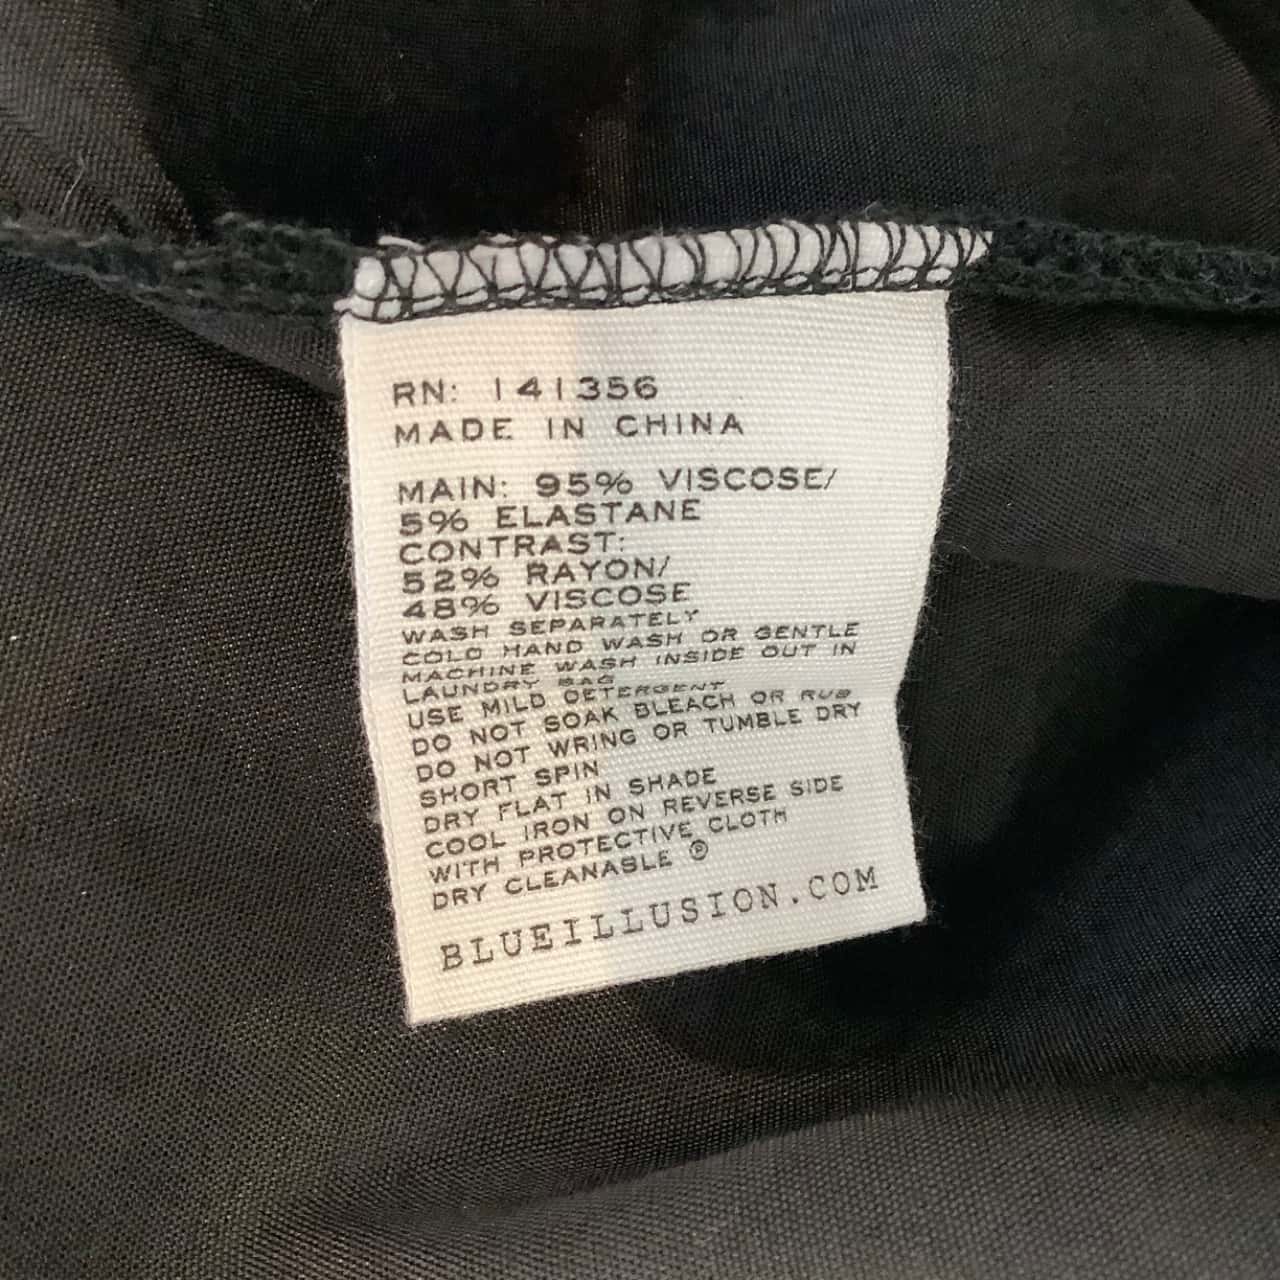 RN: 141356
MADE IN CHINA
MAIN: 95% VISCOSE/
5% ELASTANE
CONTRAST:
52% RAYON/
48% VISCOSE
WASH SEPARATELY
COLD HAND WASH OR GENTLE
MACHINE WASH INSIDE OUT IN
LAUNDRY BAG
USE MILD DETERGENT
DO NOT SOAK BLEACH OR RUB
DO NOT WRING OR TUMBLE DRY
SHORT SPIN
DRY FLAT IN SHADE
COOL IRON ON REVERSE SIDE
WITH PROTECTIVE CLOTH
DRY CLEANABLE Ⓟ
BLUEILLUSION.COM